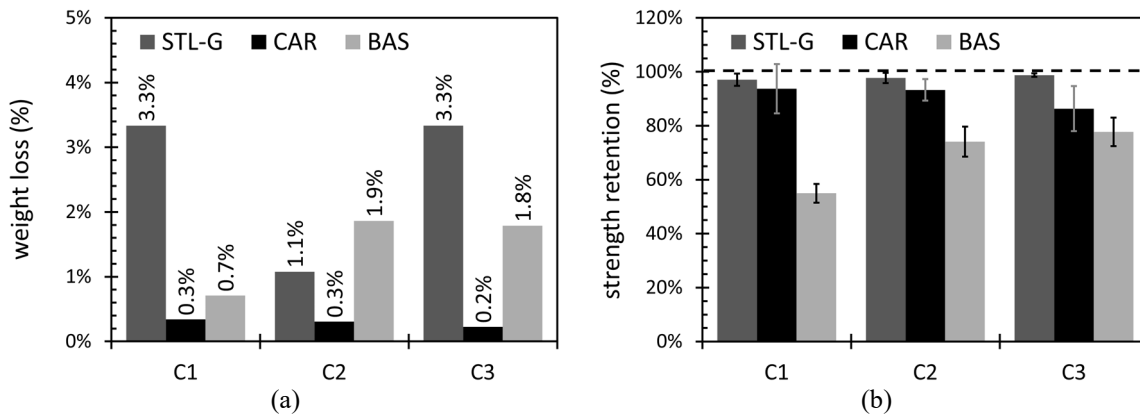 5%
4%
3%
2%
1%
0%
weight loss (%)
STL-G CAR BAS
3.3% 0.3% 0.7%
1.1% 0.3% 1.9%
3.3% 0.2% 1.8%
C1 C2 C3
(a)
120%
100%
80%
60%
40%
20%
0%
strength retention (%)
STL-G CAR BAS
C1 C2 C3
(b)